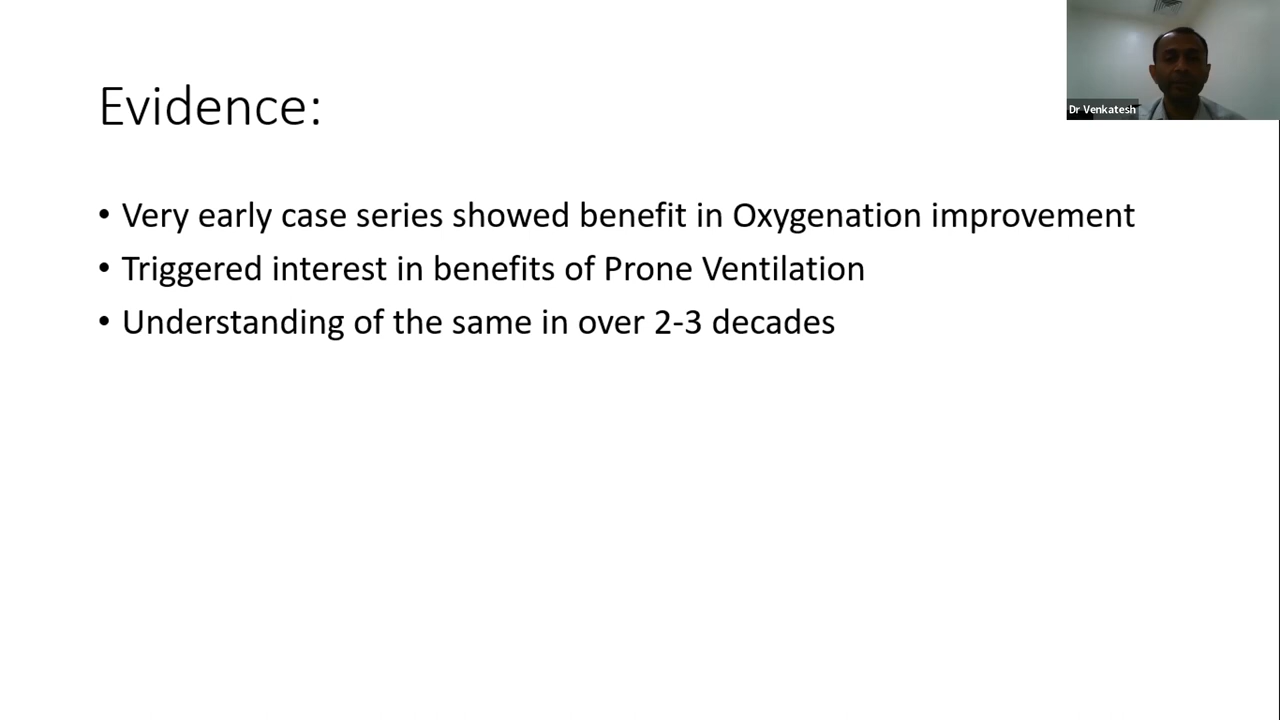 Dr Venkatesh
Evidence:
• Very early case series showed benefit in Oxygenation improvement
• Triggered interest in benefits of Prone Ventilation
• Understanding of the same in over 2-3 decades